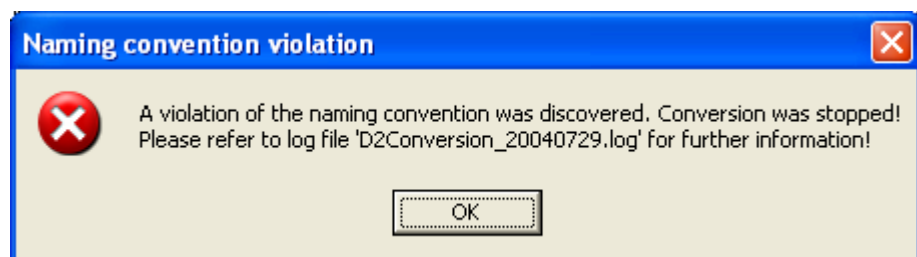 Naming convention violation
A violation of the naming convention was discovered. Conversion was stopped!
Please refer to log file 'D2Conversion_20040729.log' for further information!
OK